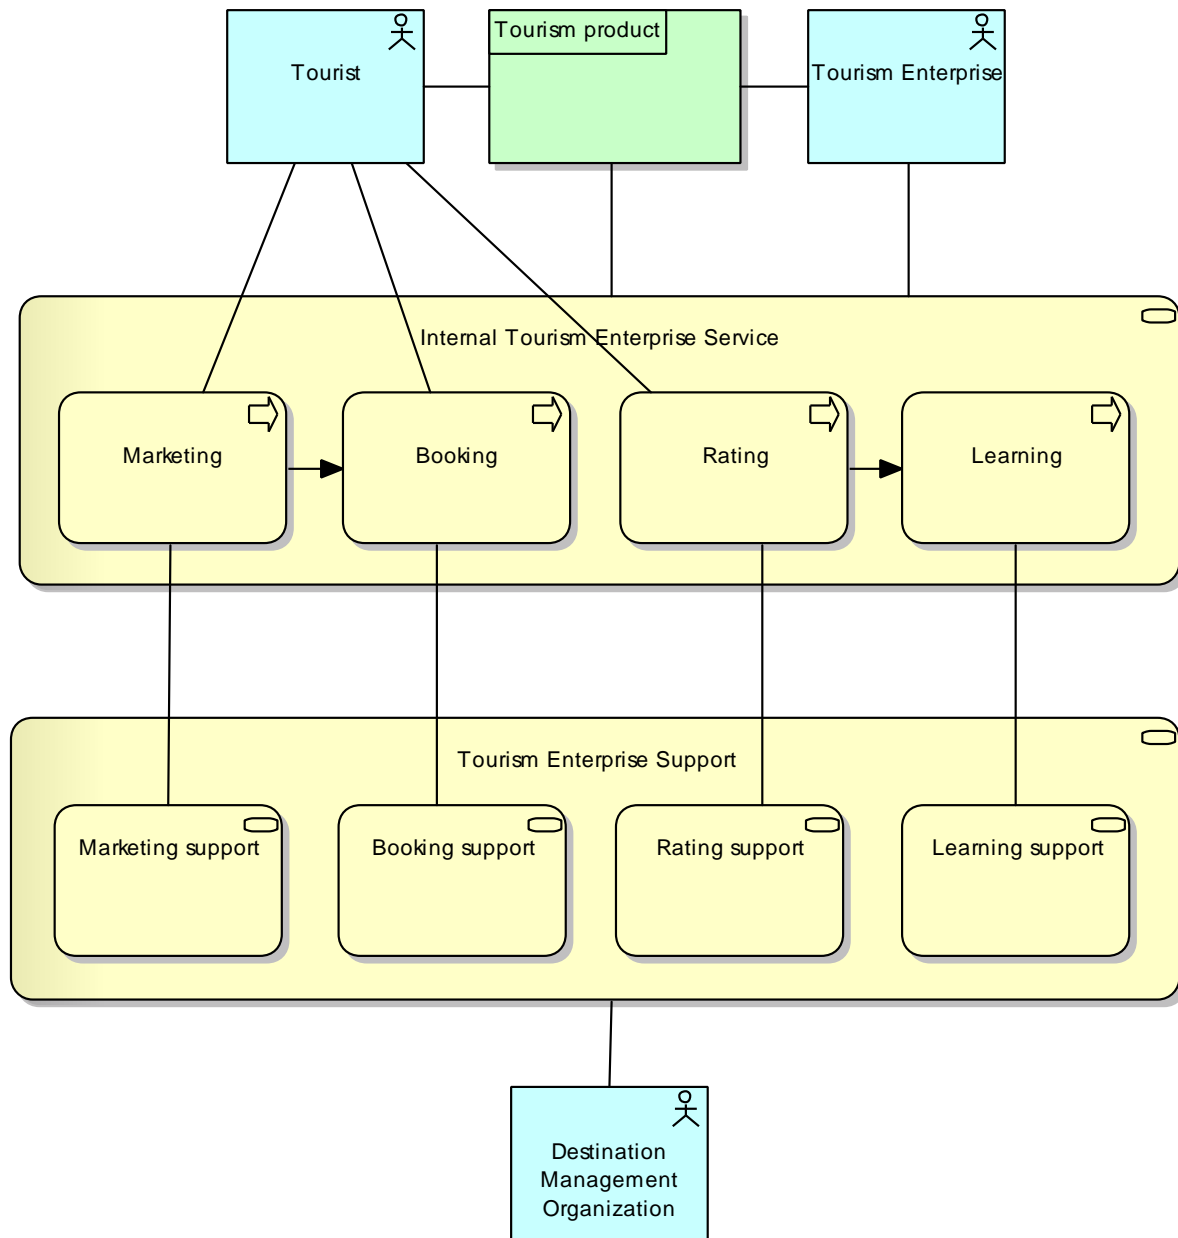 Tourist
Tourism product
Tourism Enterprise
Internal Tourism Enterprise Service
Marketing
Booking
Rating
Learning
Tourism Enterprise Support
Marketing support
Booking support
Rating support
Learning support
Destination
Management
Organization